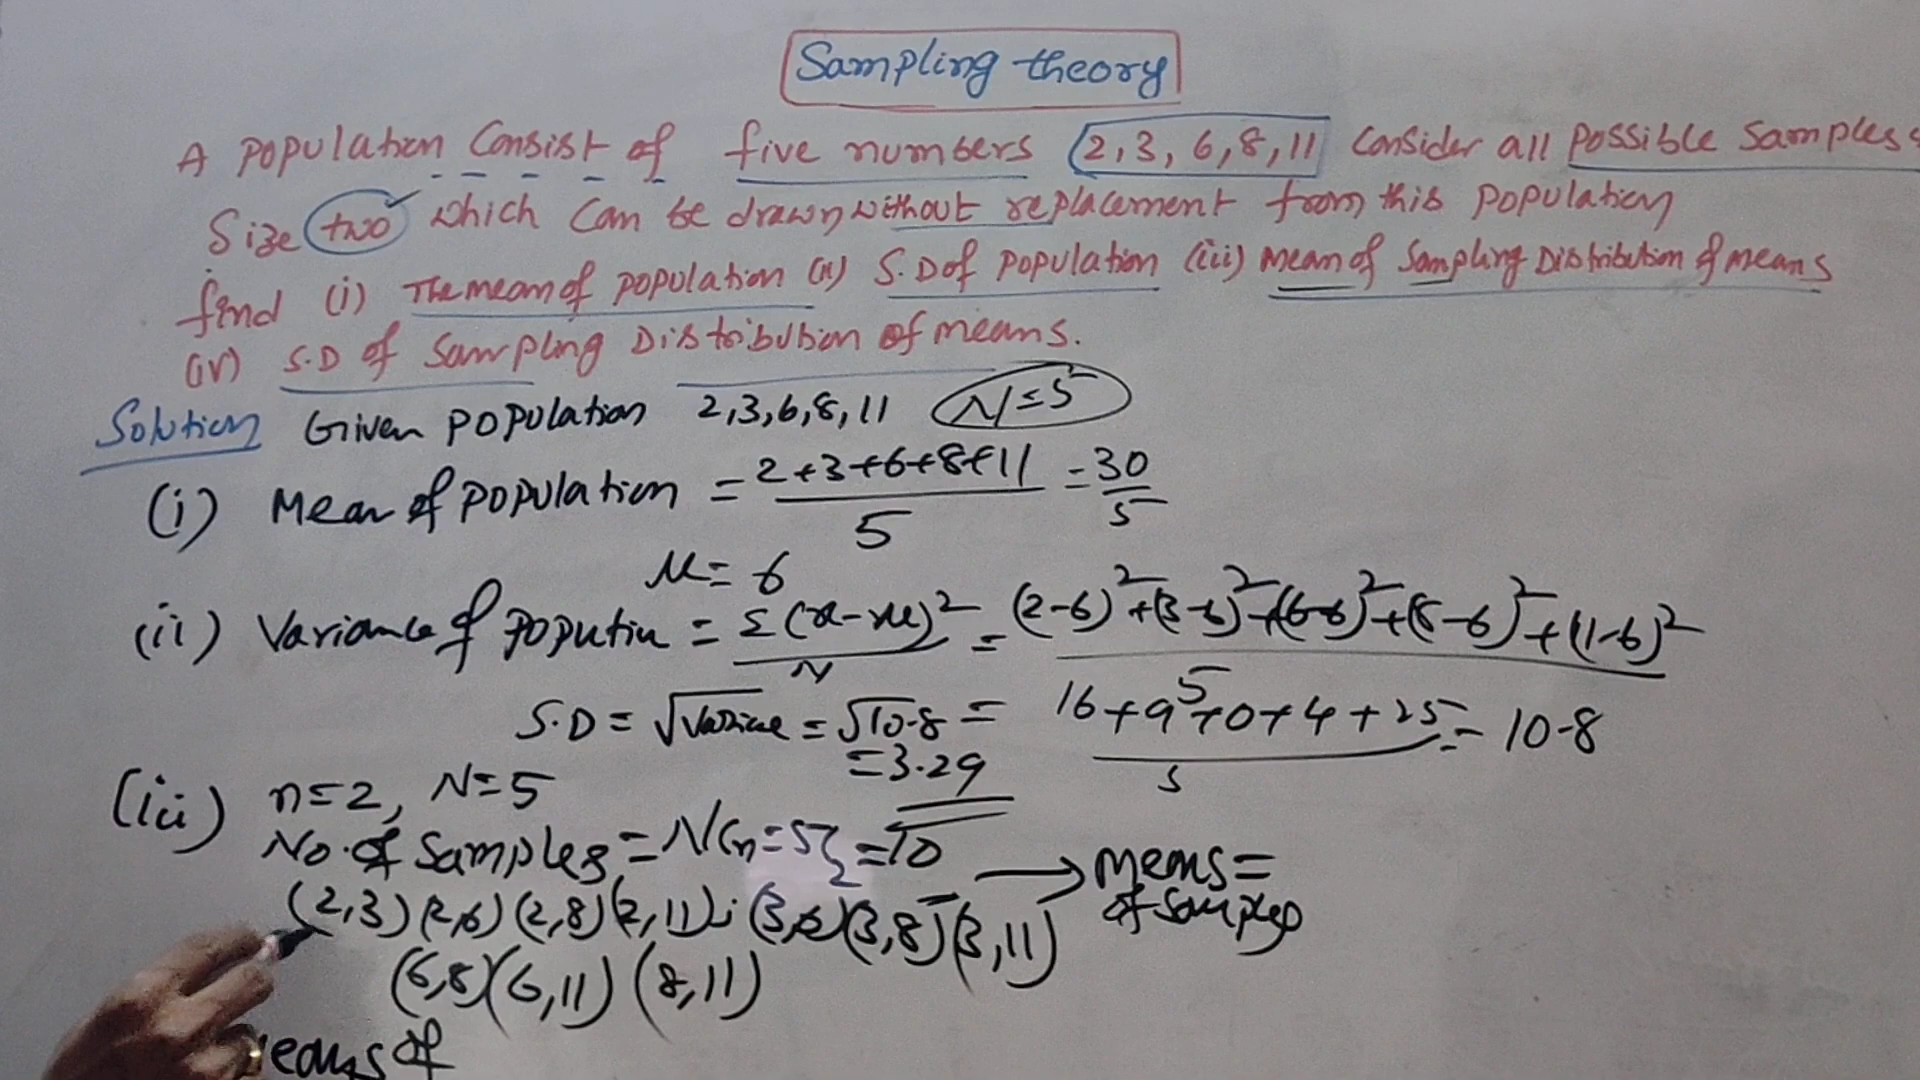 Sampling theory
A population consist of five numbers (2,3,6,8,11) Consider all possible samples
Size two which can be drawn without replacement from this population
find (i) The mean of population (ii) S.D of population (iii) mean of Sampling Distribution of means
(iv) S.D of Sampling Distribution of means.
Solution Given population 2,3,6,8,11 N=5
(i) Mean of population = 2+3+6+8+11 / 5 = 30 / 5
μ = 6
(ii) Variance of Poputin = Σ(x-μ)² / N = (2-6)²+(3-6)²+(6-6)²+(8-6)²+(11-6)² / 5
S.D = √ = √10.8 = 16+9+0+4+25 / 5 = 10.8
= 3.29
(iii) n=2, N=5
No. of Samples = NCn = 5C2 = 10 → means =
of samples
(2,3) (2,6) (2,8) (2,11) ; (3,6) (3,8) (3,11)
(6,8) (6,11) (8,11)
eans of